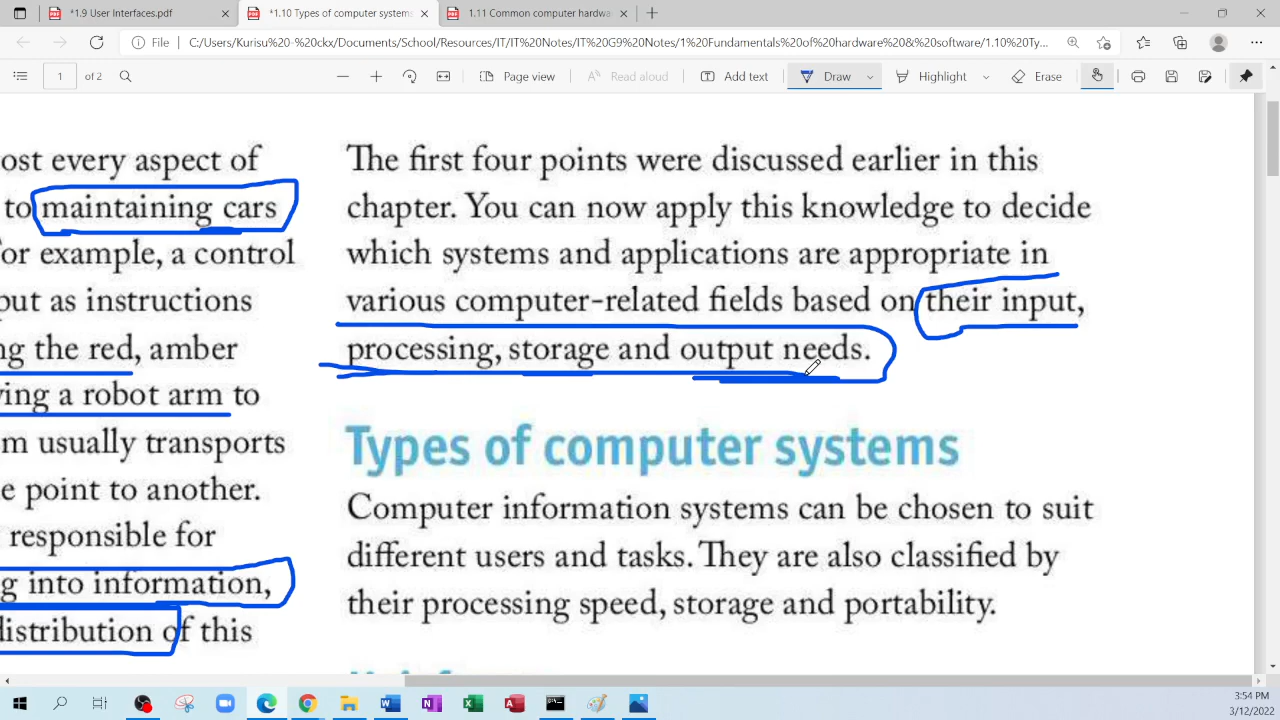 *1.9 User Interfaces.pdf
*1.10 Types of computer systems
1.11 Common computer hardwa
File
C:/Users/Kurisu%20-%20ckx/Documents/School/Resources/IT/IT%20Notes/IT%20G9%20Notes/1%20Fundamentals%20of%20hardware%20&%20software/1.10%20Ty...
1
of 2
Page view
Read aloud
Add text
Draw
Highlight
Erase
ost every aspect of
to maintaining cars
or example, a control
put as instructions
ng the red, amber
ving a robot arm to
m usually transports
e point to another.
responsible for
g into information,
distribution of this
The first four points were discussed earlier in this
chapter. You can now apply this knowledge to decide
which systems and applications are appropriate in
various computer-related fields based on their input,
processing, storage and output needs.
Types of computer systems
Computer information systems can be chosen to suit
different users and tasks. They are also classified by
their processing speed, storage and portability.
3:54 PM
3/12/2022